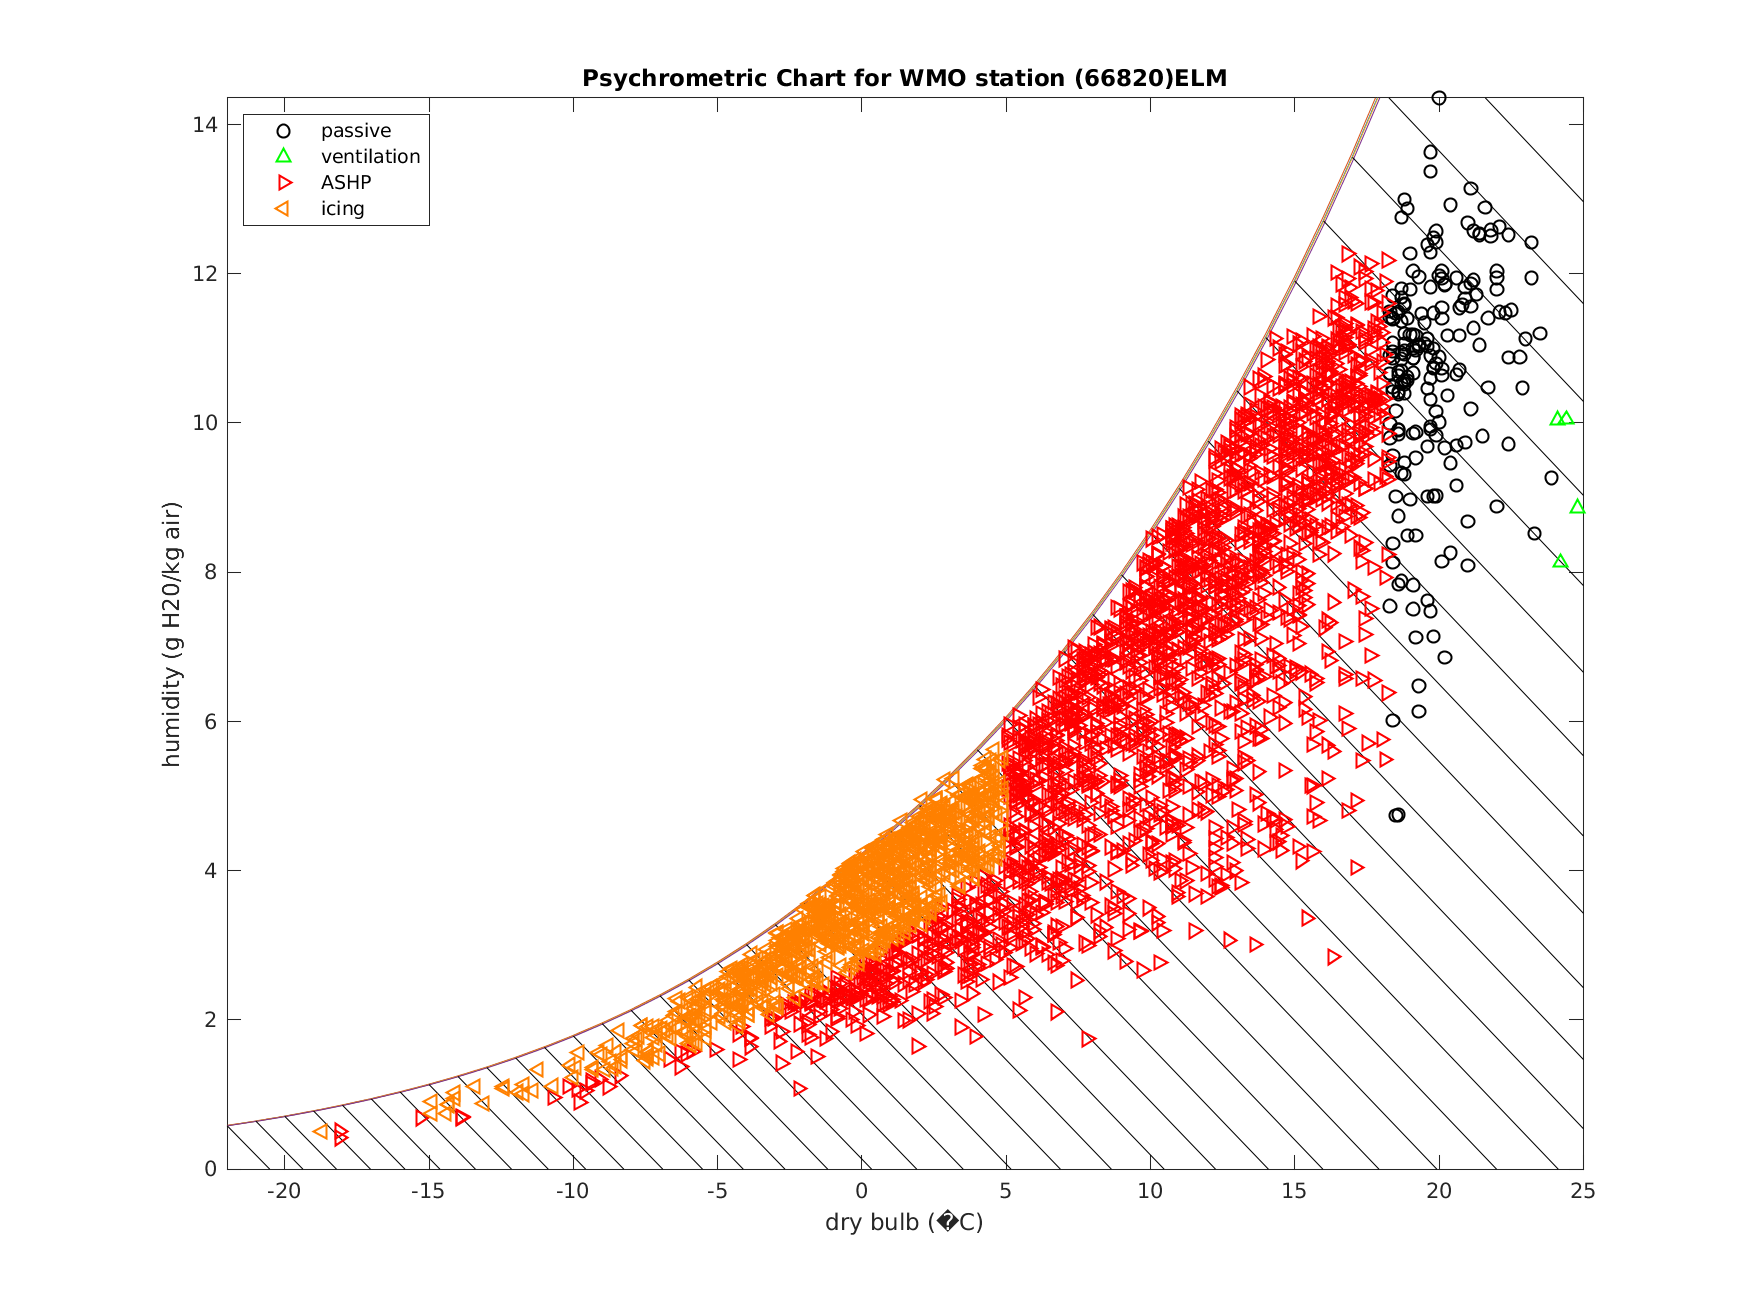 Psychrometric Chart for WMO station (66820)ELM
passive
ventilation
ASHP
icing
humidity (g H20/kg air)
14
12
10
8
6
4
2
0
-20 -15 -10 -5 0 5 10 15 20 25
dry bulb (�C)